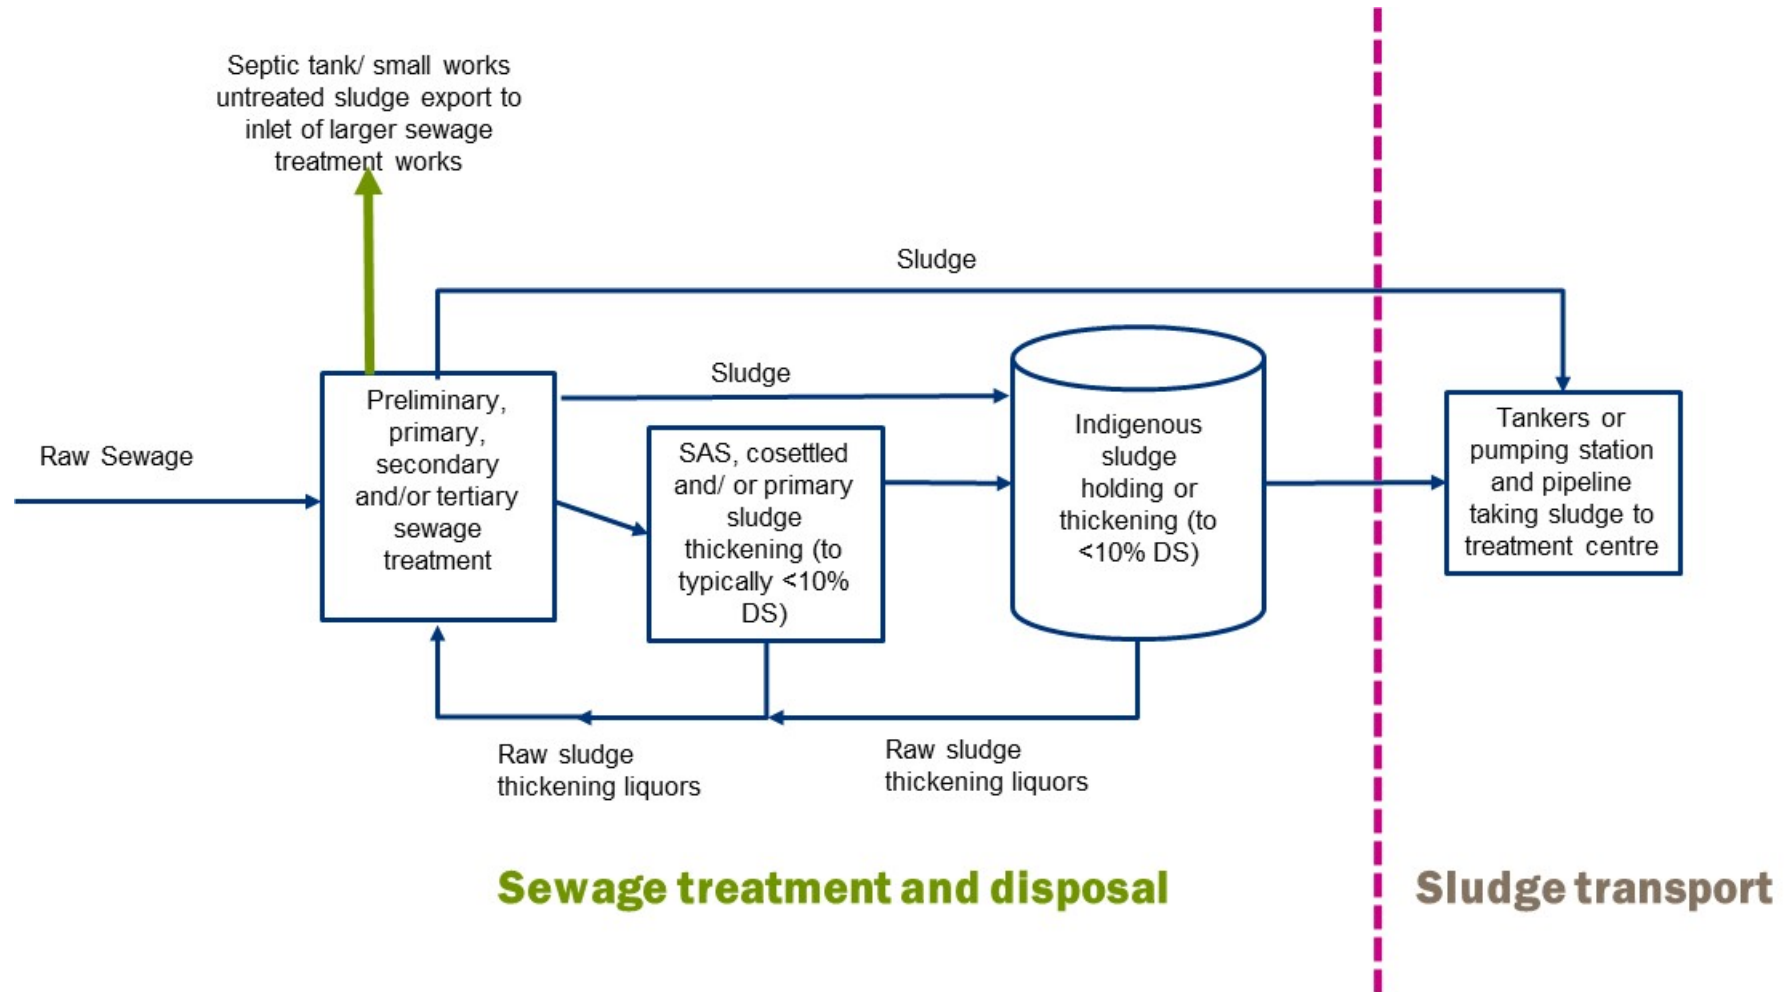 Septic tank/ small works
untreated sludge export to
inlet of larger sewage
treatment works
Sludge
Sludge
Raw Sewage
Preliminary,
primary,
secondary
and/or tertiary
sewage
treatment
SAS, cosettled
and/ or primary
sludge
thickening (to
typically <10%
DS)
Indigenous
sludge
holding or
thickening (to
<10% DS)
Tankers or
pumping station
and pipeline
taking sludge to
treatment centre
Raw sludge
thickening liquors
Raw sludge
thickening liquors
Sewage treatment and disposal
Sludge transport